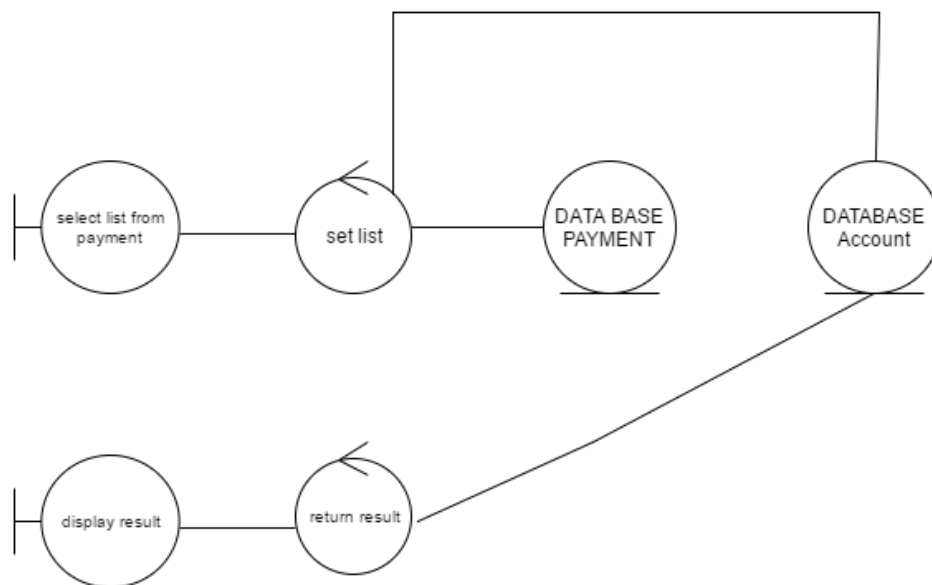 select list from
payment
set list
DATA BASE
PAYMENT
DATABASE
Account
display result
return result